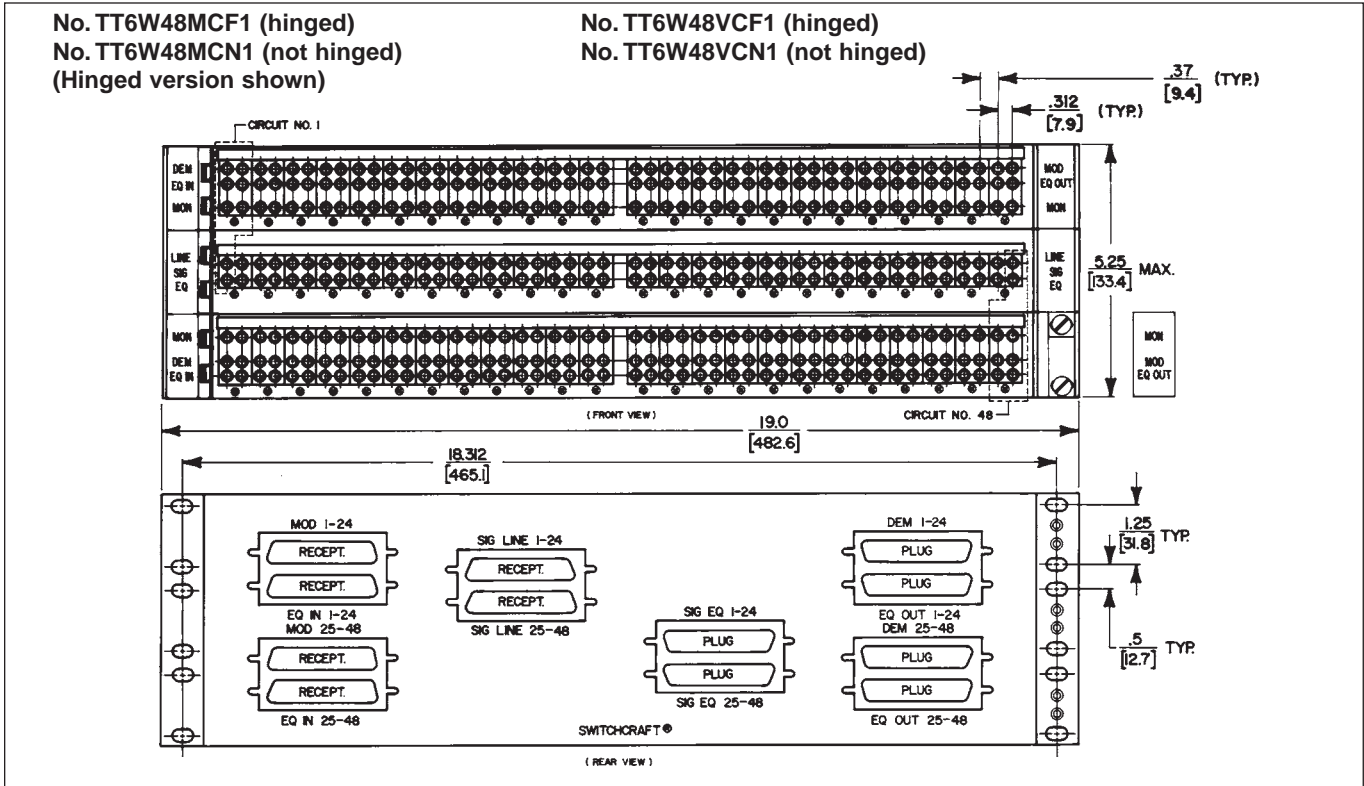 No. TT6W48MCF1 (hinged)
No. TT6W48MCN1 (not hinged)
(Hinged version shown)
No. TT6W48VCF1 (hinged)
No. TT6W48VCN1 (not hinged)
.37
[9.4]
(TYP.)
.312
[7.9]
(TYP.)
CIRCUIT NO. 1
DEM
EQ IN
MON
MOD
EQ OUT
MON
LINE
SIG
EQ
LINE
SIG
EQ
5.25
[133.4]
MAX.
MON
DEM
EQ IN
MON
MOD
EQ OUT
(FRONT VIEW)
CIRCUIT NO. 48
19.0
[482.6]
18.312
[465.1]
MOD 1-24
RECEPT.
RECEPT.
EQ IN 1-24
MOD 25-48
RECEPT.
RECEPT.
EQ IN 25-48
SIG LINE 1-24
RECEPT.
RECEPT.
SIG LINE 25-48
SIG EQ 1-24
PLUG
PLUG
SIG EQ 25-48
DEM 1-24
PLUG
PLUG
EQ OUT 1-24
DEM 25-48
PLUG
PLUG
EQ OUT 25-48
1.25
[31.8]
TYP.
.5
[12.7]
TYP.
SWITCHCRAFT®
(REAR VIEW)